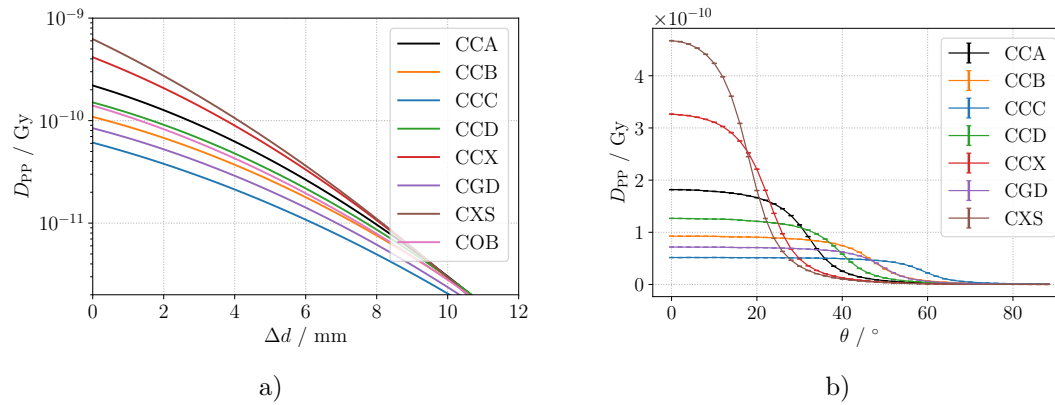 10⁻⁹
10⁻¹⁰
10⁻¹¹
D_PP / Gy
0 2 4 6 8 10 12
Δd / mm
CCA
CCB
CCC
CCD
CCX
CGD
CXS
COB
a)
×10⁻¹⁰
4
3
2
1
0
D_PP / Gy
0 20 40 60 80
θ / °
CCA
CCB
CCC
CCD
CCX
CGD
CXS
b)